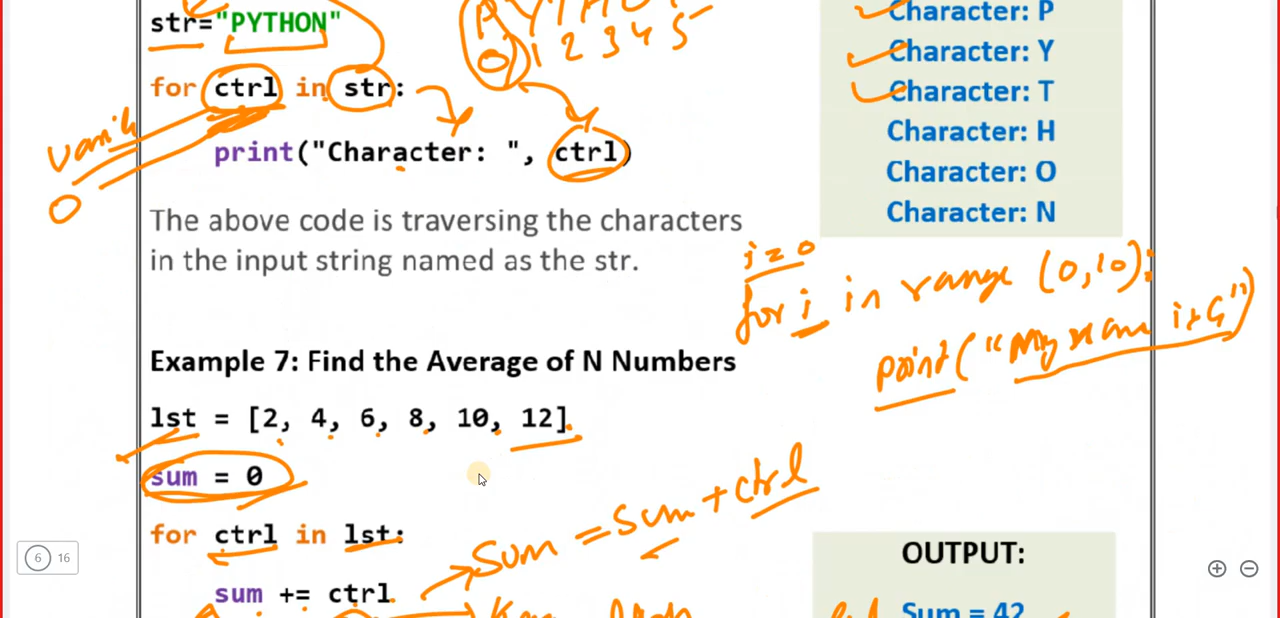 str="PYTHON"
1 2 3 4 5
for ctrl in str:
print("Character: ", ctrl)
0
Character: P
Character: Y
Character: T
Character: H
Character: O
Character: N
The above code is traversing the characters
in the input string named as the str.
i = 0
for i in range (0,10):
print("My
Example 7: Find the Average of N Numbers
lst = [2, 4, 6, 8, 10, 12]
sum = 0
for ctrl in lst:
sum += ctrl
Sum = Sum + ctrl
OUTPUT:
Sum = 42
6 16